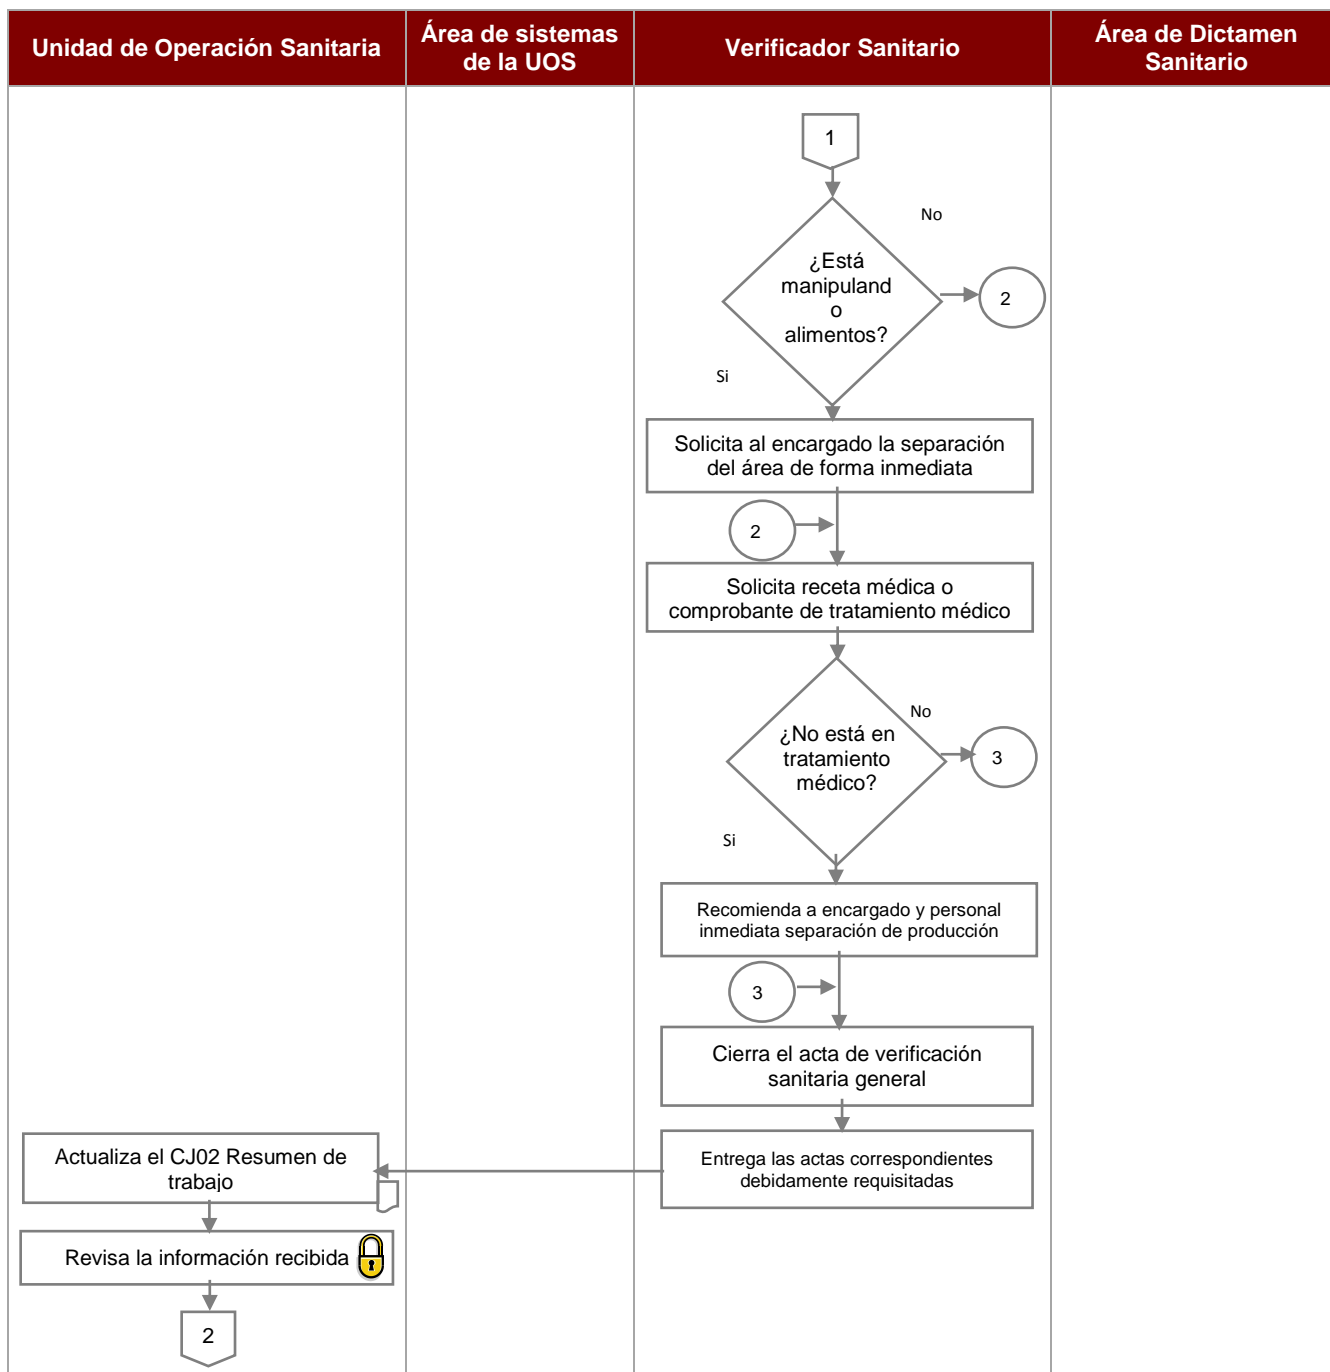 Unidad de Operación Sanitaria
Área de sistemas
de la UOS
Verificador Sanitario
Área de Dictamen
Sanitario
1
No
¿Está
manipuland
o
alimentos?
2
Si
Solicita al encargado la separación
del área de forma inmediata
2
Solicita receta médica o
comprobante de tratamiento médico
No
¿No está en
tratamiento
médico?
3
Si
Recomienda a encargado y personal
inmediata separación de producción
3
Cierra el acta de verificación
sanitaria general
Entrega las actas correspondientes
debidamente requisitadas
Actualiza el CJ02 Resumen de
trabajo
Revisa la información recibida
2